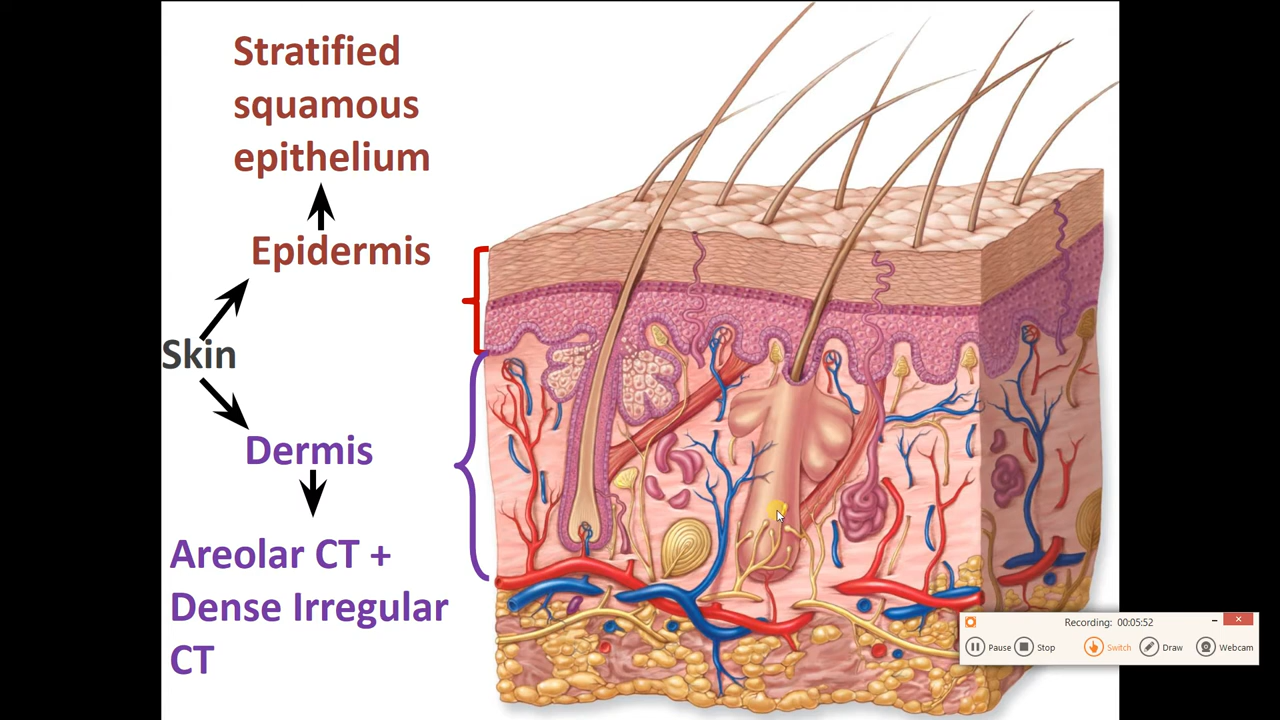 Stratified
squamous
epithelium
Epidermis
Skin
Dermis
Areolar CT +
Dense Irregular
CT
Recording: 00:05:52
Pause Stop Switch Draw Webcam